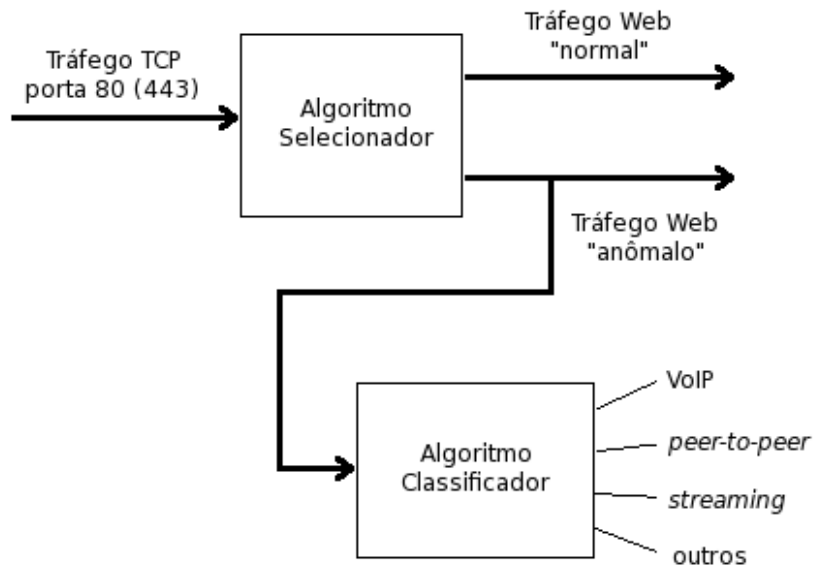 Tráfego TCP
porta 80 (443)
Algoritmo
Selecionador
Tráfego Web
"normal"
Tráfego Web
"anômalo"
Algoritmo
Classificador
VoIP
peer-to-peer
streaming
outros